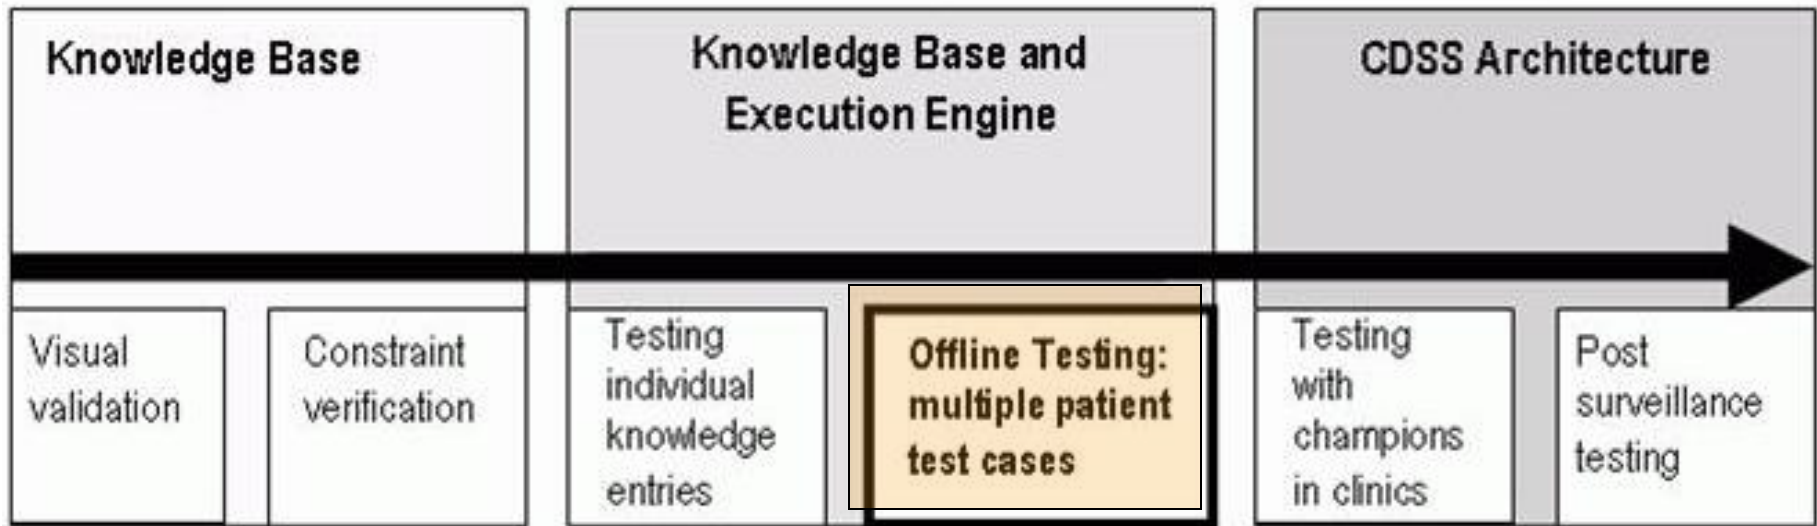 Knowledge Base
Knowledge Base and
Execution Engine
CDSS Architecture
Visual
validation
Constraint
verification
Testing
individual
knowledge
entries
Offline Testing:
multiple patient
test cases
Testing
with
champions
in clinics
Post
surveillance
testing